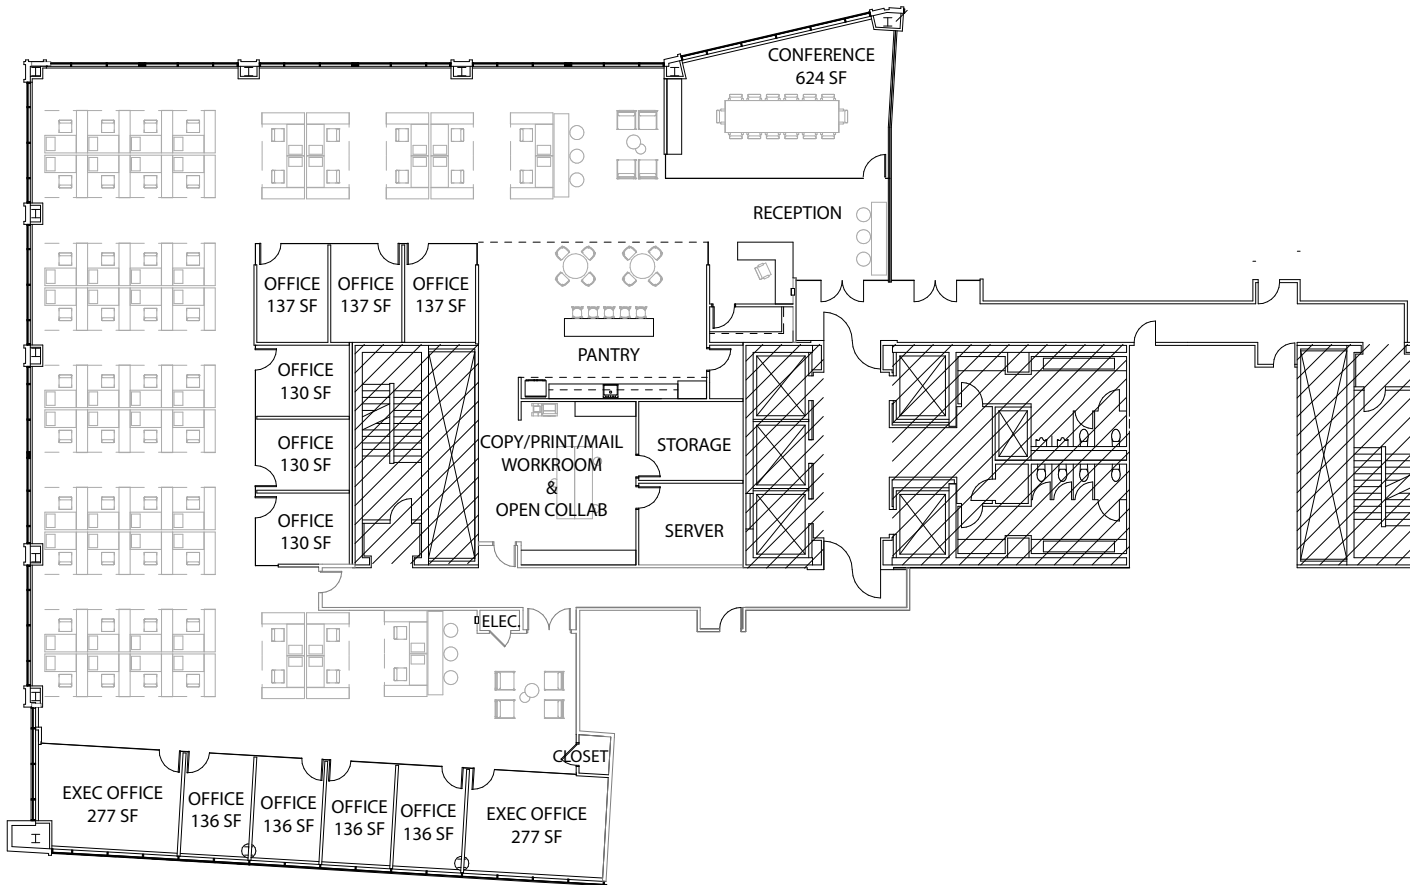 CONFERENCE
624 SF
RECEPTION
OFFICE
137 SF
OFFICE
137 SF
OFFICE
137 SF
PANTRY
OFFICE
130 SF
OFFICE
130 SF
OFFICE
130 SF
COPY/PRINT/MAIL
WORKROOM
&
OPEN COLLAB
STORAGE
SERVER
ELEC.
CLOSET
EXEC OFFICE
277 SF
OFFICE
136 SF
OFFICE
136 SF
OFFICE
136 SF
OFFICE
136 SF
EXEC OFFICE
277 SF